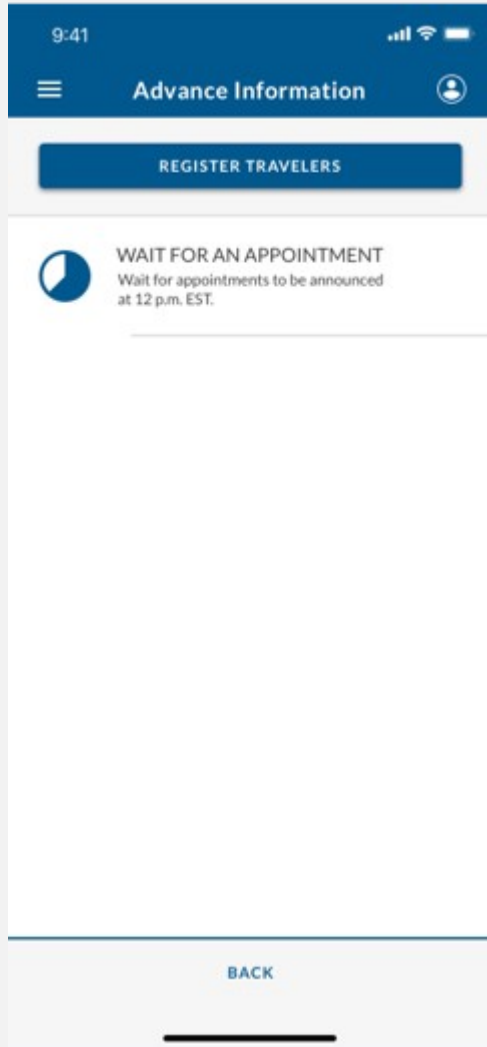 9:41
Advance Information
REGISTER TRAVELERS
WAIT FOR AN APPOINTMENT
Wait for appointments to be announced
at 12 p.m. EST.
BACK